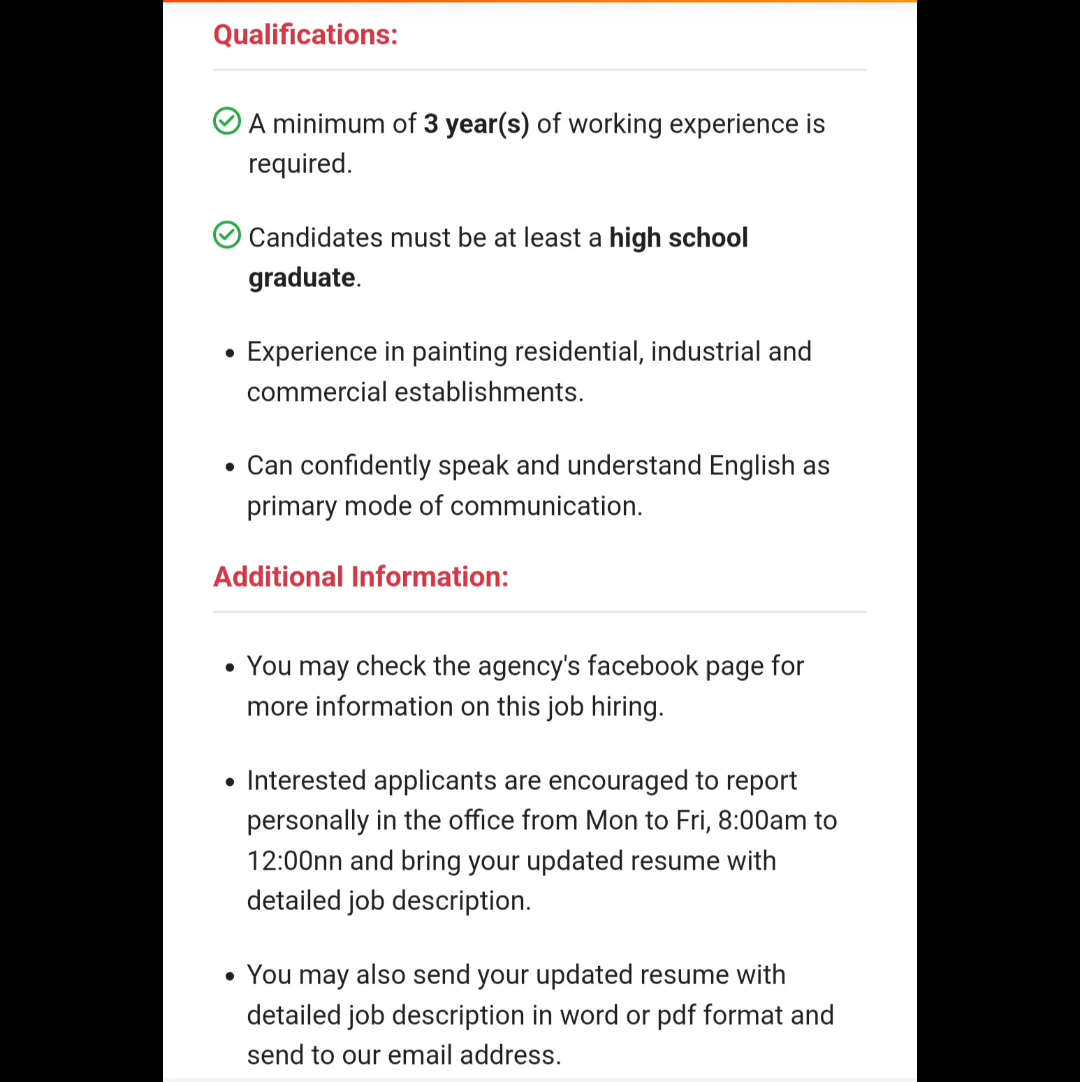 Qualifications:
A minimum of 3 year(s) of working experience is
required.
Candidates must be at least a high school
graduate.
• Experience in painting residential, industrial and
commercial establishments.
• Can confidently speak and understand English as
primary mode of communication.
Additional Information:
• You may check the agency's facebook page for
more information on this job hiring.
• Interested applicants are encouraged to report
personally in the office from Mon to Fri, 8:00am to
12:00nn and bring your updated resume with
detailed job description.
• You may also send your updated resume with
detailed job description in word or pdf format and
send to our email address.